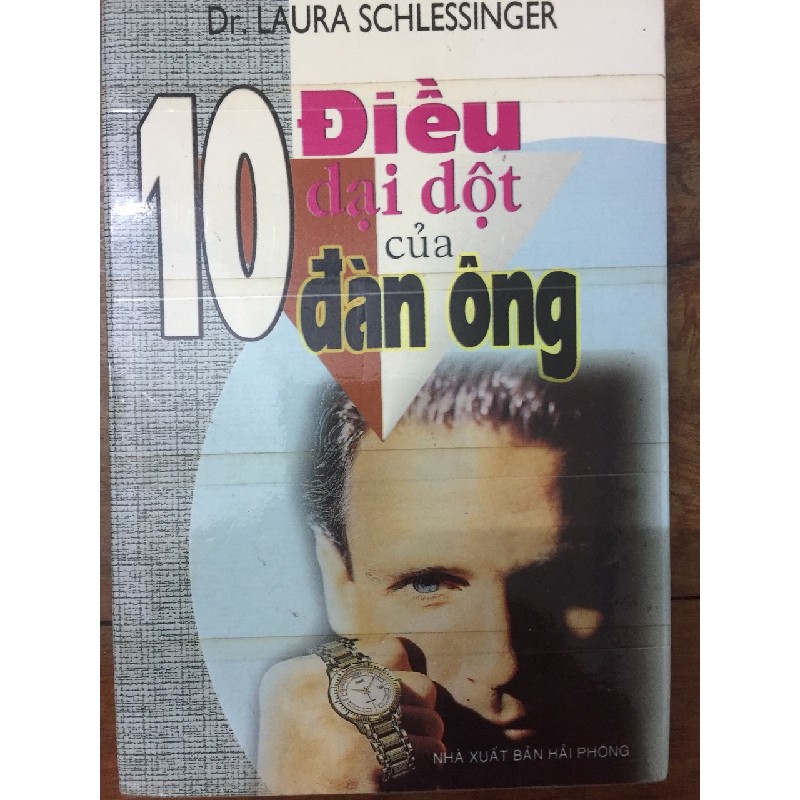 Dr. LAURA SCHLESSINGER
10 Điều
dại dột
của
đàn ông
NHÀ XUẤT BẢN HẢI PHÒNG